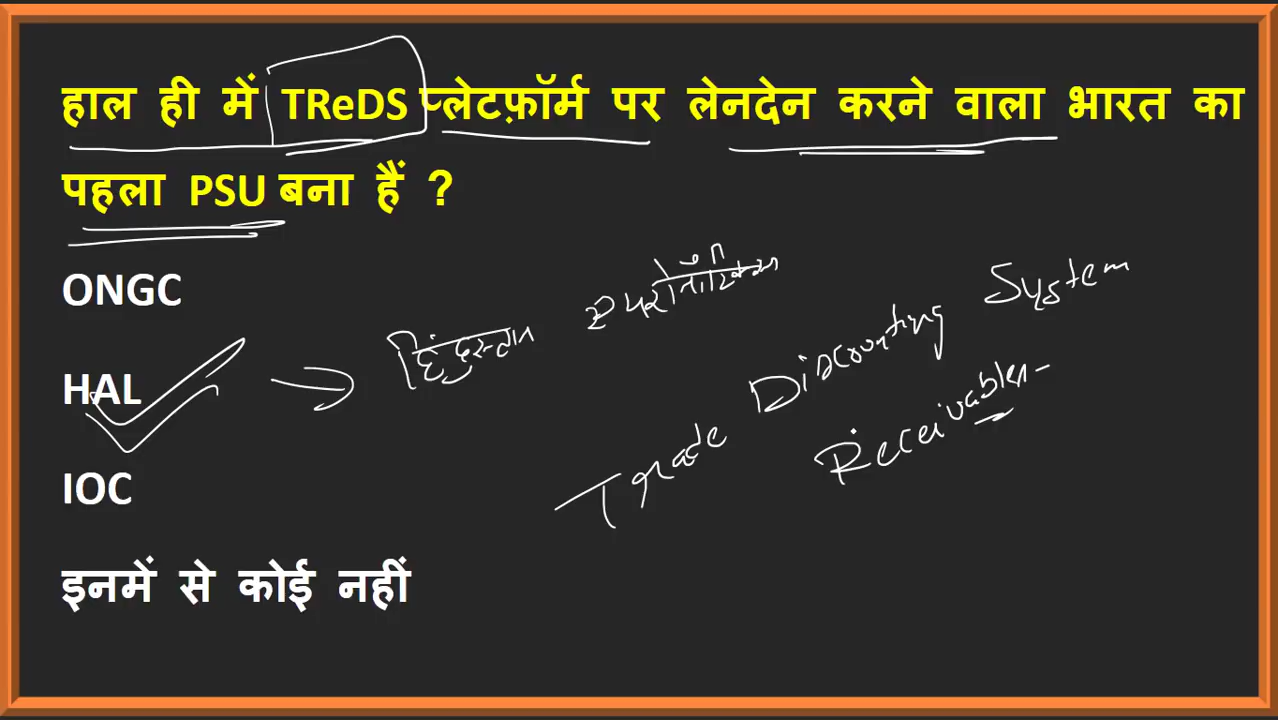 हाल ही में TReDS प्लेटफ़ॉर्म पर लेनदेन करने वाला भारत का
पहला PSU बना हैं ?
ONGC
HAL
हिंदुस्तान
IOC
Trade Discounting System
Receivables
इनमें से कोई नहीं